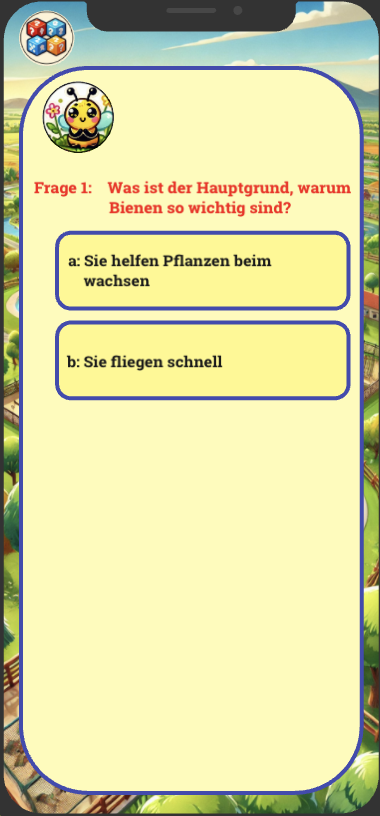 Frage 1: Was ist der Hauptgrund, warum
Bienen so wichtig sind?
a: Sie helfen Pflanzen beim
wachsen
b: Sie fliegen schnell